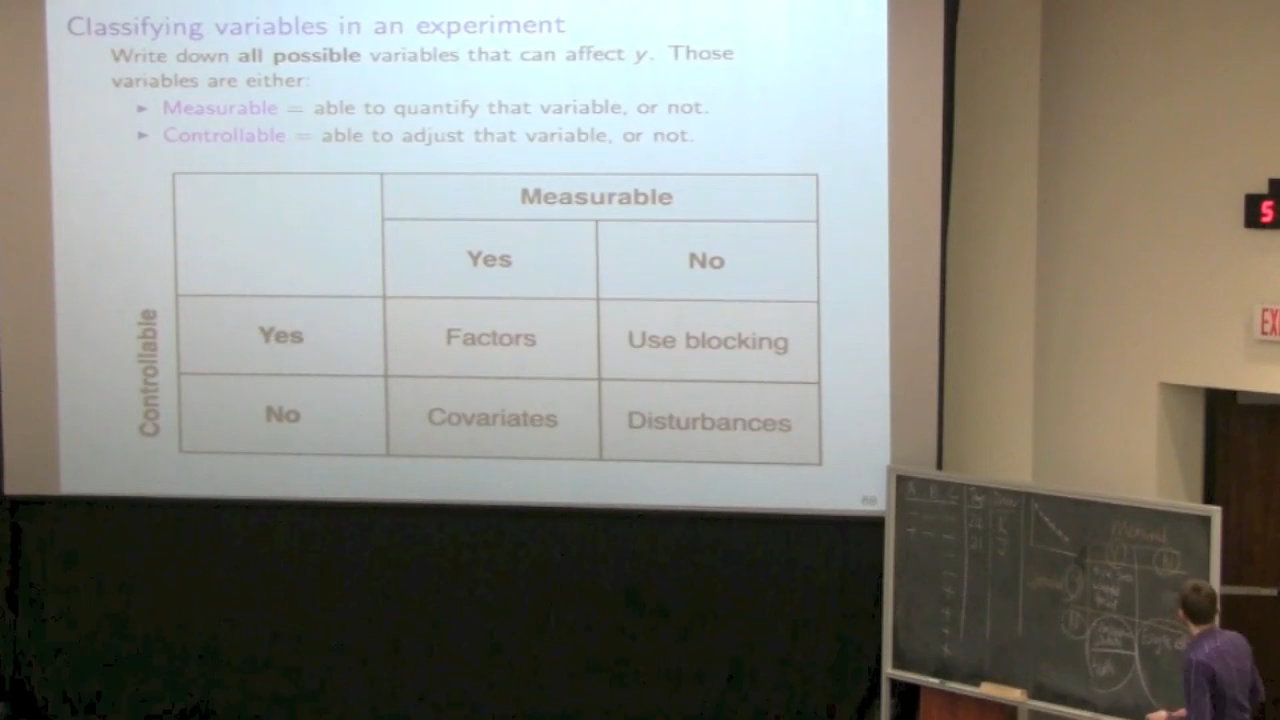 Classifying variables in an experiment
Write down all possible variables that can affect y. Those
variables are either:
► Measurable = able to quantify that variable, or not.
► Controllable = able to adjust that variable, or not.
Measurable
Yes No
Controllable
Yes Factors Use blocking
No Covariates Disturbances
A B C
5
EX